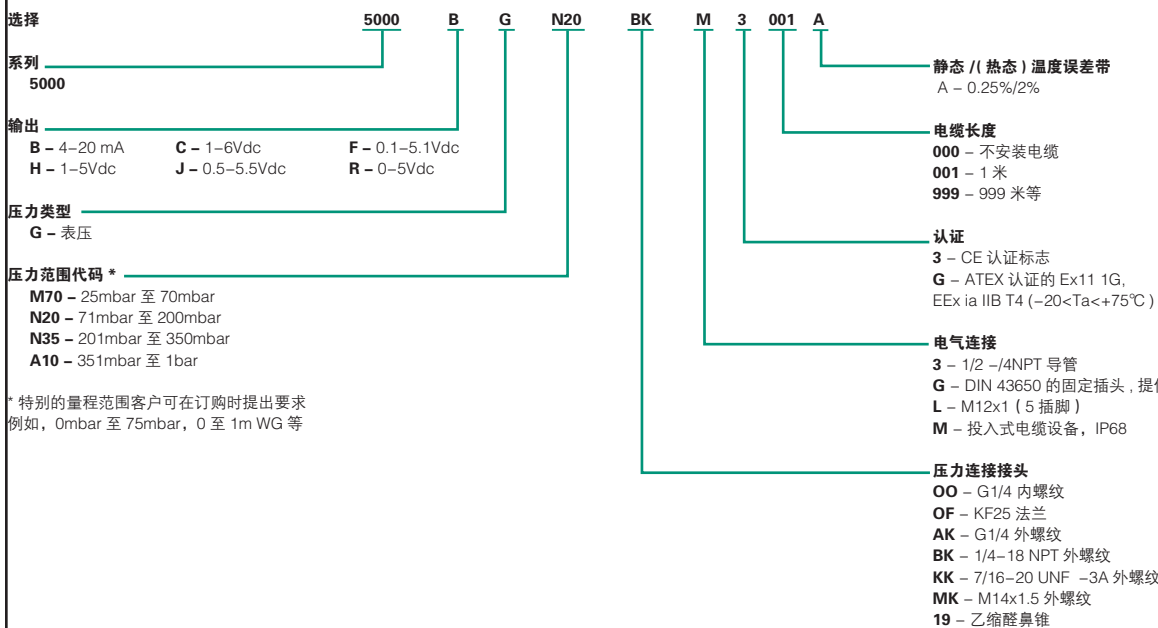 选择 5000 B G N20 BK M 3 001 A
系列
5000
输出
B – 4–20 mA C – 1–6Vdc F – 0.1–5.1Vdc
H – 1–5Vdc J – 0.5–5.5Vdc R – 0–5Vdc
压力类型
G – 表压
压力范围代码 *
M70 – 25mbar 至 70mbar
N20 – 71mbar 至 200mbar
N35 – 201mbar 至 350mbar
A10 – 351mbar 至 1bar
* 特别的量程范围客户可在订购时提出要求
例如，0mbar 至 75mbar，0 至 1m WG 等
静态 /( 热态 ) 温度误差带
A – 0.25%/2%
电缆长度
000 – 不安装电缆
001 – 1 米
999 – 999 米等
认证
3 – CE 认证标志
G – ATEX 认证的 Ex11 1G,
EEx ia IIB T4 (–20<Ta<+75℃ )
电气连接
3 – 1/2 –/4NPT 导管
G – DIN 43650 的固定插头 , 提
L – M12x1 ( 5 插脚 )
M – 投入式电缆设备，IP68
压力连接接头
OO – G1/4 内螺纹
OF – KF25 法兰
AK – G1/4 外螺纹
BK – 1/4–18 NPT 外螺纹
KK – 7/16–20 UNF –3A 外螺纹
MK – M14x1.5 外螺纹
19 – 乙缩醛鼻锥